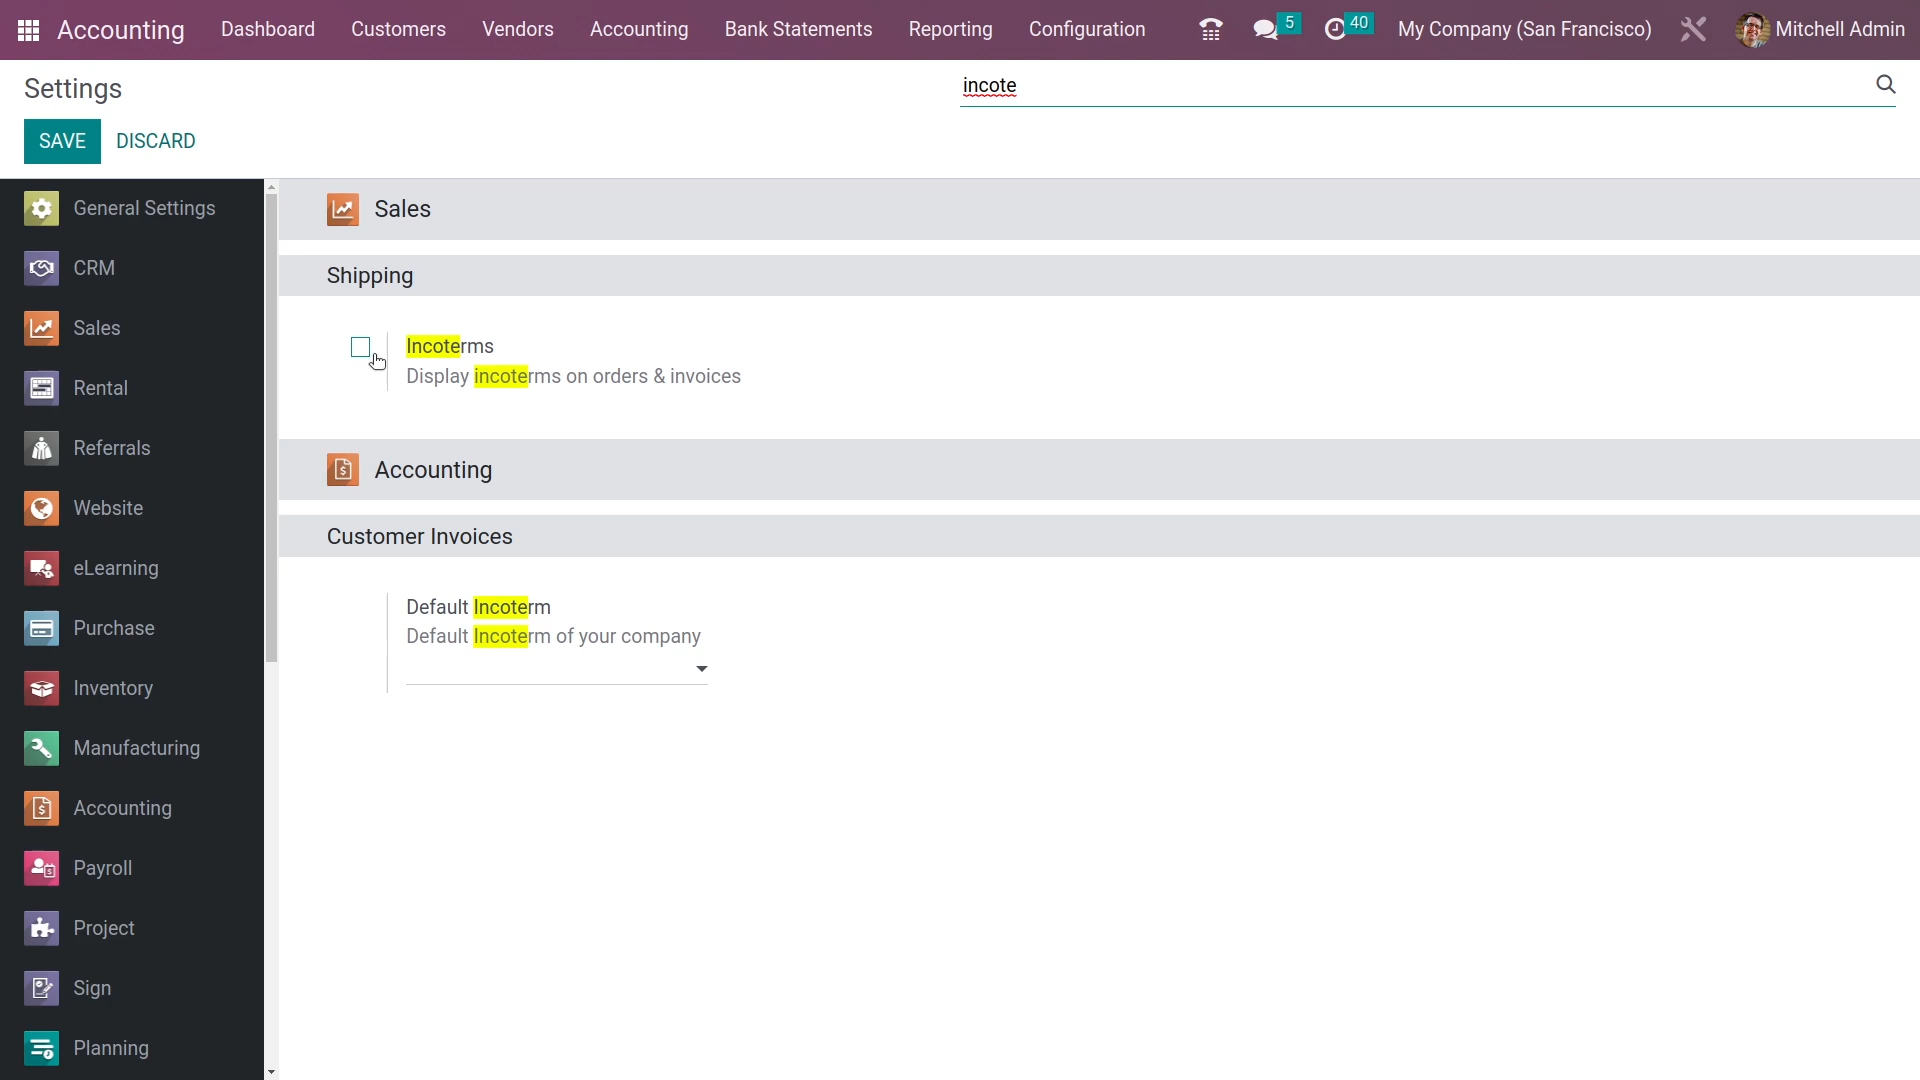 Accounting Dashboard Customers Vendors Accounting Bank Statements Reporting Configuration 5 40 My Company (San Francisco) Mitchell Admin
Settings
incote
SAVE DISCARD
General Settings
CRM
Sales
Rental
Referrals
Website
eLearning
Purchase
Inventory
Manufacturing
Accounting
Payroll
Project
Sign
Planning
Sales
Shipping
Incoterms
Display incoterms on orders & invoices
Accounting
Customer Invoices
Default Incoterm
Default Incoterm of your company